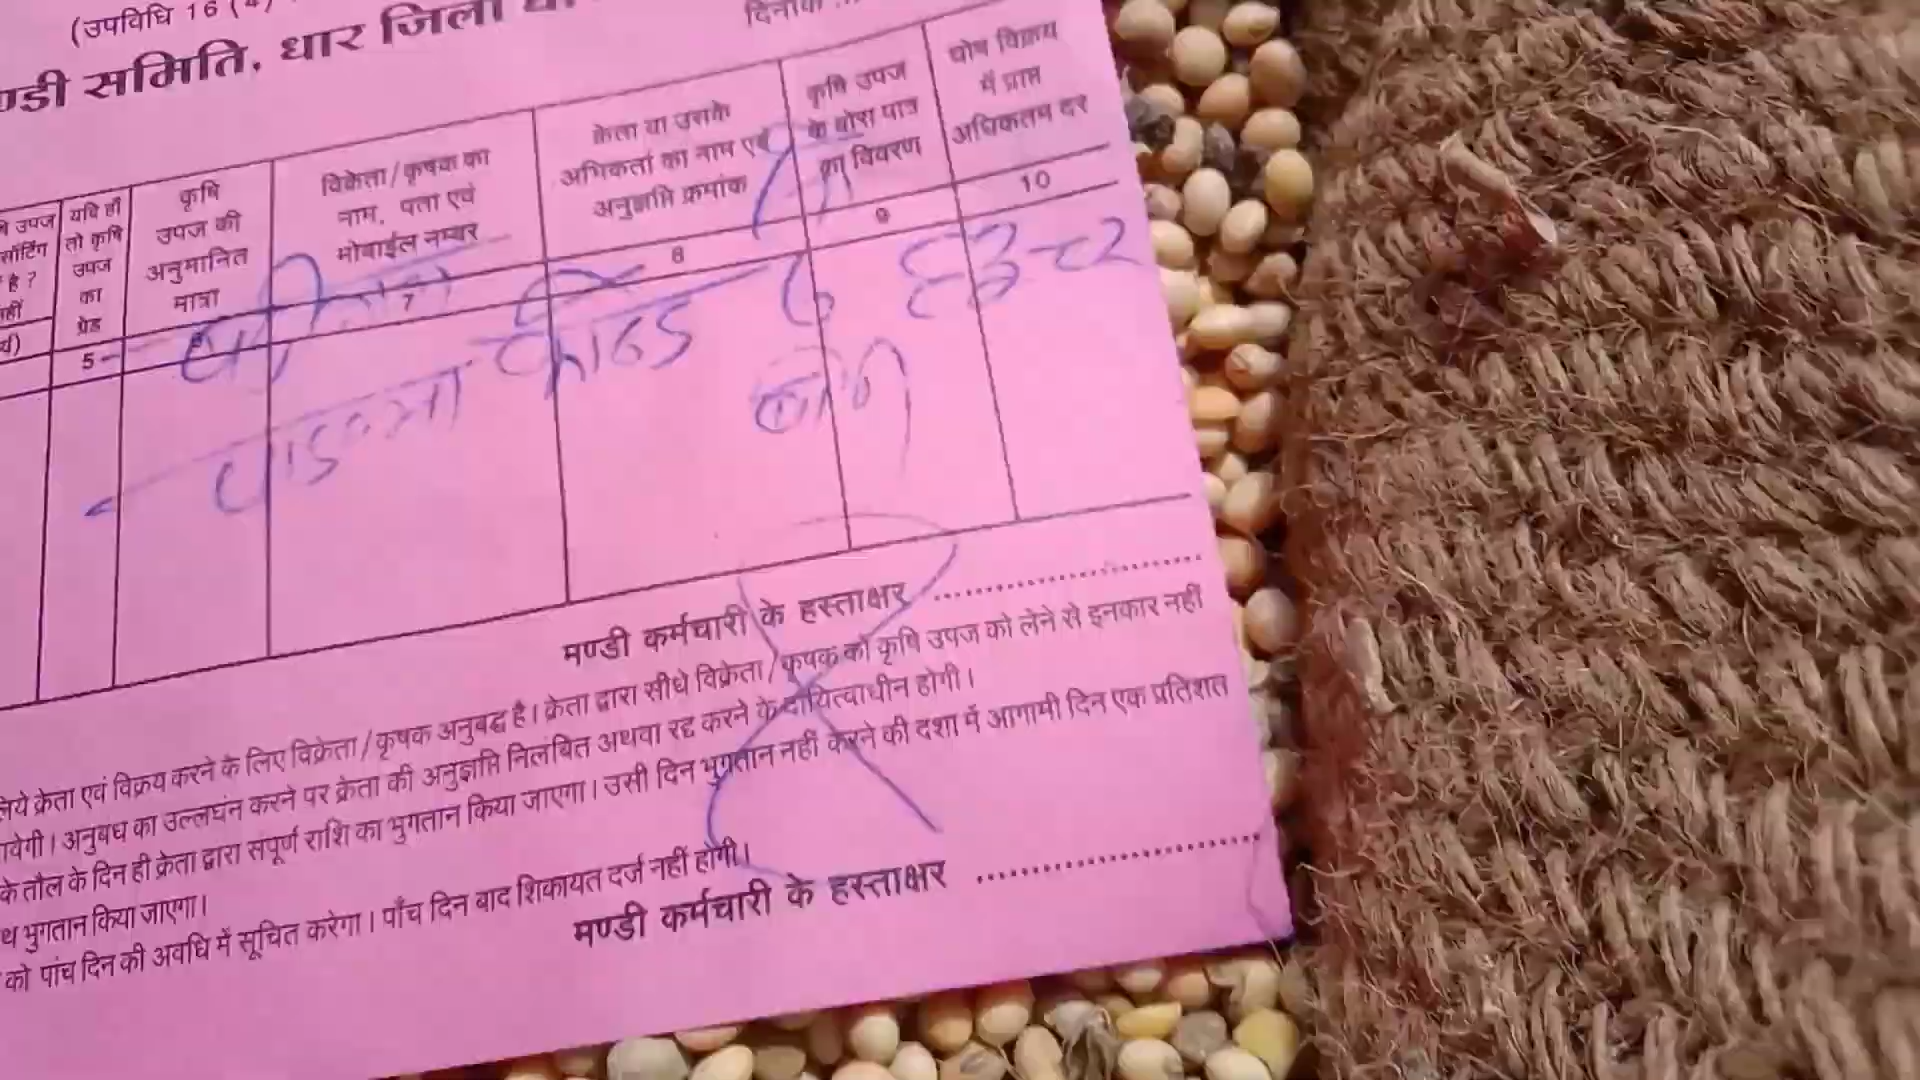 (उपविधि 16 (4)
ण्डी समिति, धार जिला
दिनांक
उपज
सॉर्टिंग
है ?
यदि हाँ
तो कृषि
उपज
का
ग्रेड
कृषि
उपज की
अनुमानित
मात्रा
विक्रेता/कृषक का
नाम, पता एवं
मोबाईल नम्बर
क्रेता या उसके
अभिकर्ता का नाम एवं
अनुज्ञप्ति क्रमांक
कृषि उपज
के बोरा पात्र
का विवरण
घोष विक्रय
में प्राप्त
अधिकतम दर
5
7
8
9
10
मण्डी कर्मचारी के हस्ताक्षर ..............................
लिये क्रेता एवं विक्रय करने के लिए विक्रेता/कृषक अनुबद्ध है। क्रेता द्वारा सीधे विक्रेता/कृषक को कृषि उपज को लेने से इनकार नहीं
येगी। अनुबंध का उल्लघंन करने पर क्रेता की अनुज्ञप्ति निलंबित अथवा रद्द करने के दायित्वाधीन होगी।
के तौल के दिन ही क्रेता द्वारा संपूर्ण राशि का भुगतान किया जाएगा। उसी दिन भुगतान नहीं करने की दशा में आगामी दिन एक प्रतिशत
थ भुगतान किया जाएगा।
को पांच दिन की अवधि में सूचित करेगा। पाँच दिन बाद शिकायत दर्ज नहीं होगी।
मण्डी कर्मचारी के हस्ताक्षर ..............................